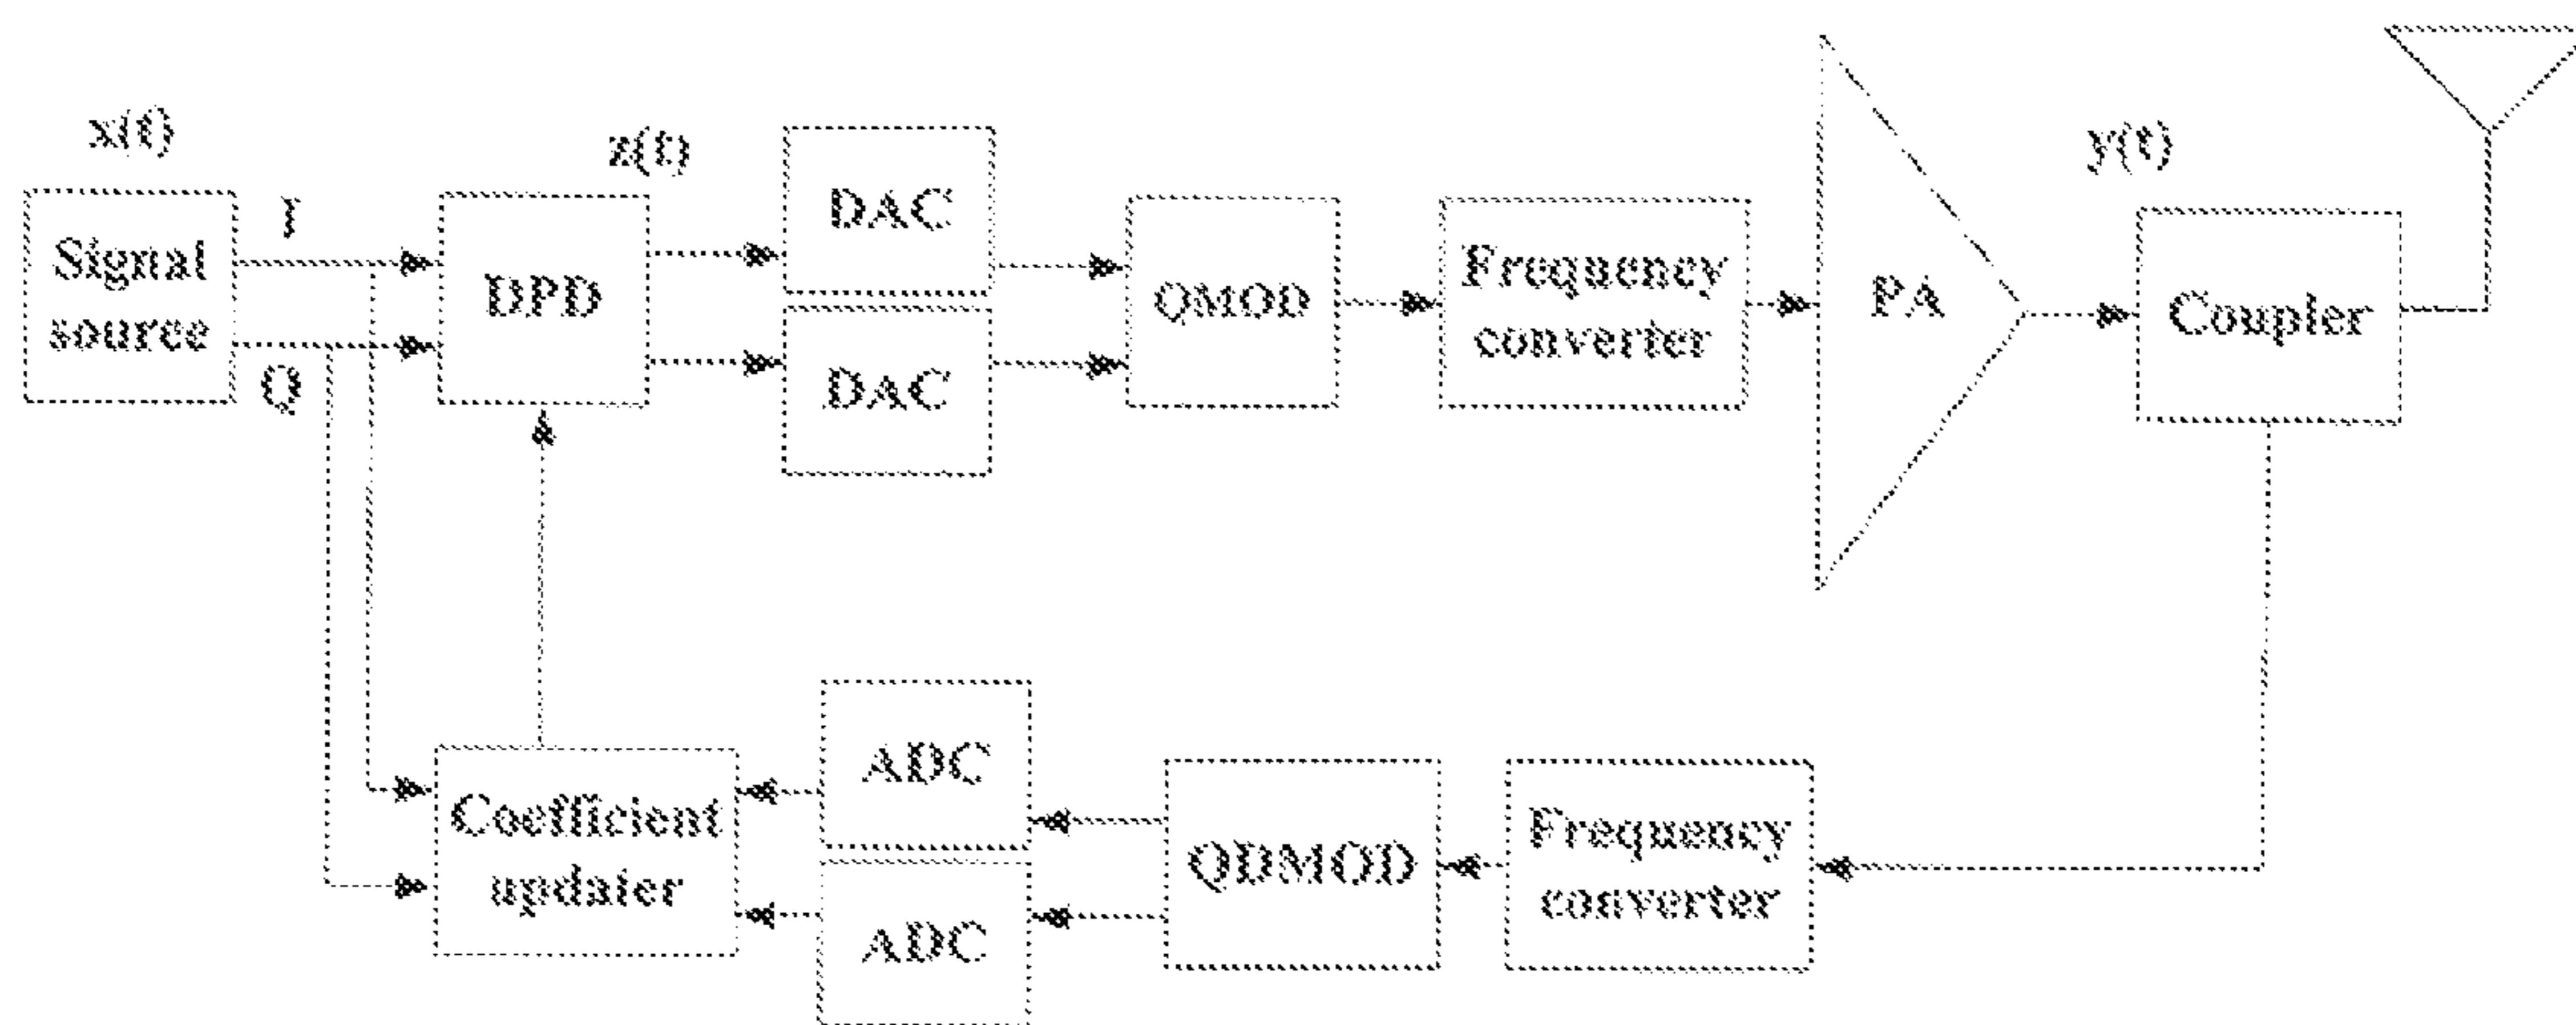 x(t)
z(t)
y(t)
Signal
source
I
Q
DPD
DAC
DAC
QMOD
Frequency
converter
PA
Coupler
Coefficient
updater
ADC
ADC
QDMOD
Frequency
converter